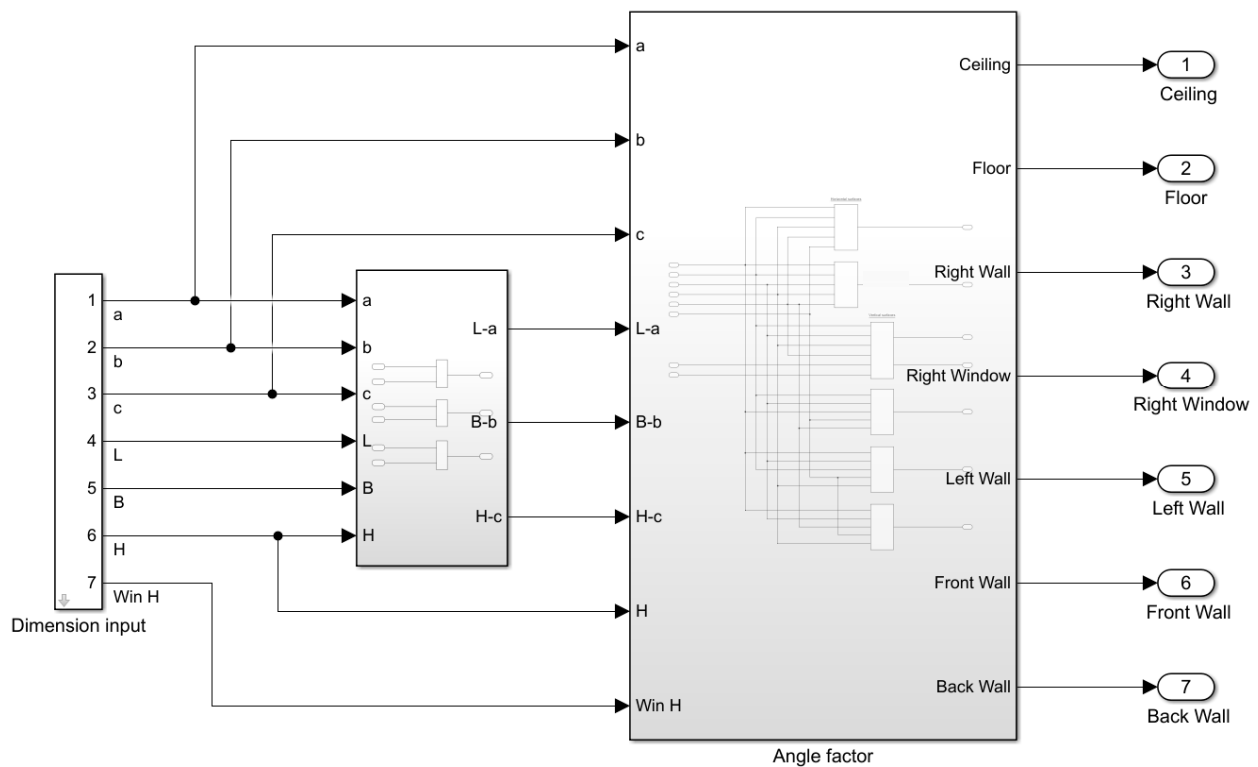 1
a
2
b
3
c
4
L
5
B
6
H
7
Win H
Dimension input
a
b
c
L
B
H
L-a
B-b
H-c
a
b
c
L-a
B-b
H-c
H
Win H
Ceiling
Floor
Right Wall
Right Window
Left Wall
Front Wall
Back Wall
Angle factor
1
Ceiling
2
Floor
3
Right Wall
4
Right Window
5
Left Wall
6
Front Wall
7
Back Wall